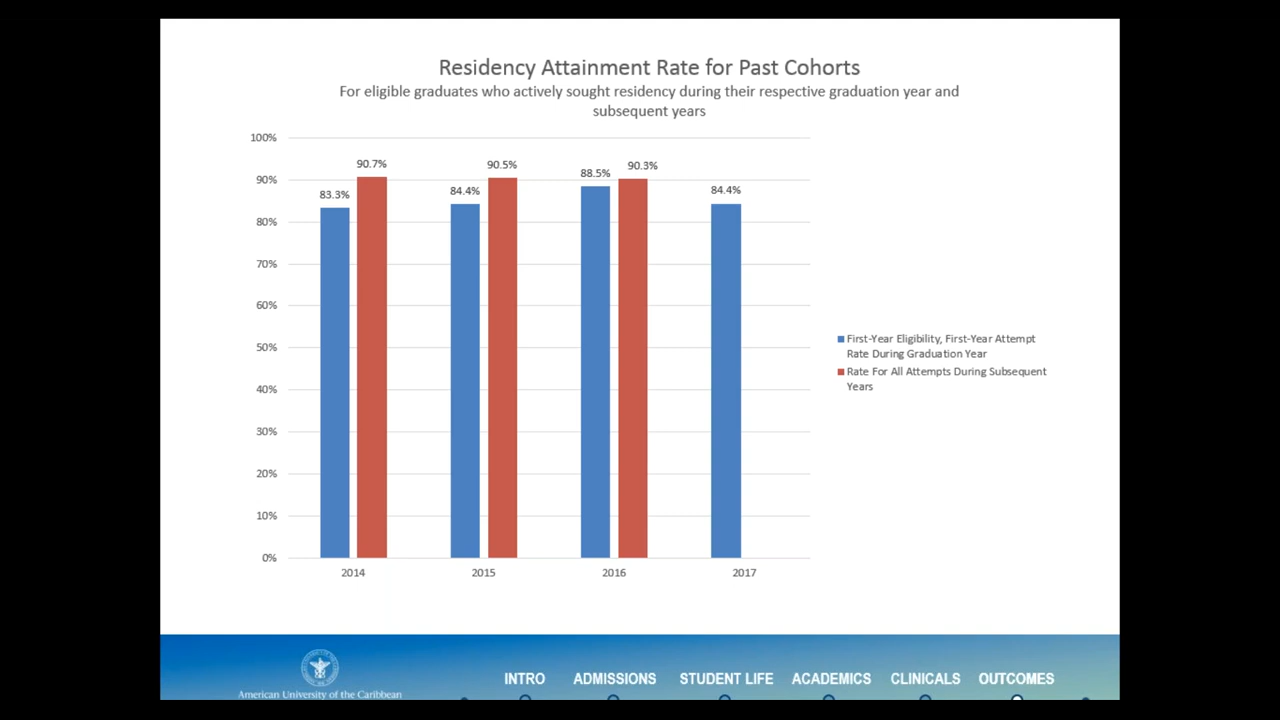 Residency Attainment Rate for Past Cohorts
For eligible graduates who actively sought residency during their respective graduation year and
subsequent years
100%
90%
80%
70%
60%
50%
40%
30%
20%
10%
0%
83.3%
90.7%
84.4%
90.5%
88.5%
90.3%
84.4%
2014
2015
2016
2017
First-Year Eligibility, First-Year Attempt
Rate During Graduation Year
Rate For All Attempts During Subsequent
Years
American University of the Caribbean
INTRO ADMISSIONS STUDENT LIFE ACADEMICS CLINICALS OUTCOMES